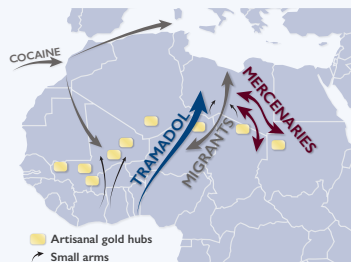 COCAINE
MERCENARIES
TRAMADOL
MIGRANTS
Artisanal gold hubs
Small arms